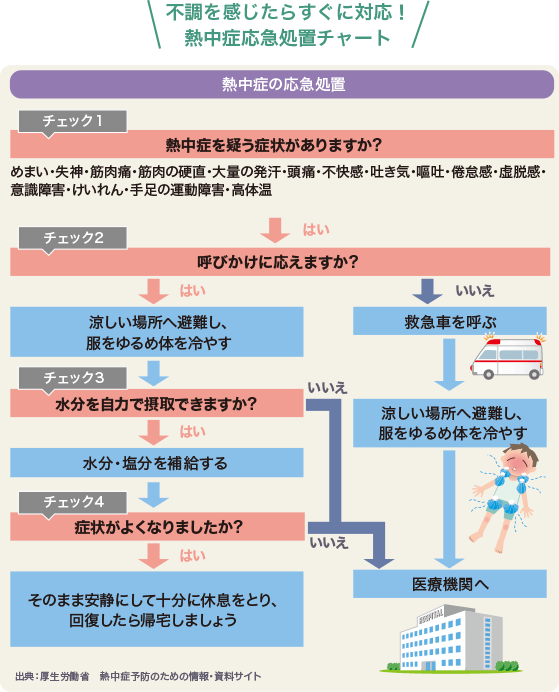 不調を感じたらすぐに対応！
熱中症応急処置チャート
熱中症の応急処置
チェック1
熱中症を疑う症状がありますか？
めまい・失神・筋肉痛・筋肉の硬直・大量の発汗・頭痛・不快感・吐き気・嘔吐・倦怠感・虚脱感・
意識障害・けいれん・手足の運動障害・高体温
はい
チェック2
呼びかけに応えますか？
はい
いいえ
涼しい場所へ避難し、
服をゆるめ体を冷やす
救急車を呼ぶ
チェック3
水分を自力で摂取できますか？
いいえ
はい
涼しい場所へ避難し、
服をゆるめ体を冷やす
水分・塩分を補給する
チェック4
症状がよくなりましたか？
いいえ
はい
そのまま安静にして十分に休息をとり、
回復したら帰宅しましょう
医療機関へ
HOSPITAL
出典：厚生労働省　熱中症予防のための情報・資料サイト